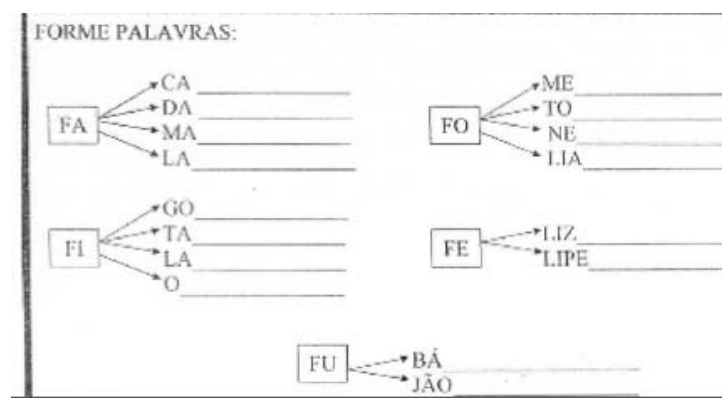 FORME PALAVRAS:
FA
CA
DA
MA
LA
FO
ME
TO
NE
LIA
FI
GO
TA
LA
O
FE
LIZ
LIPE
FU
BÁ
JÃO